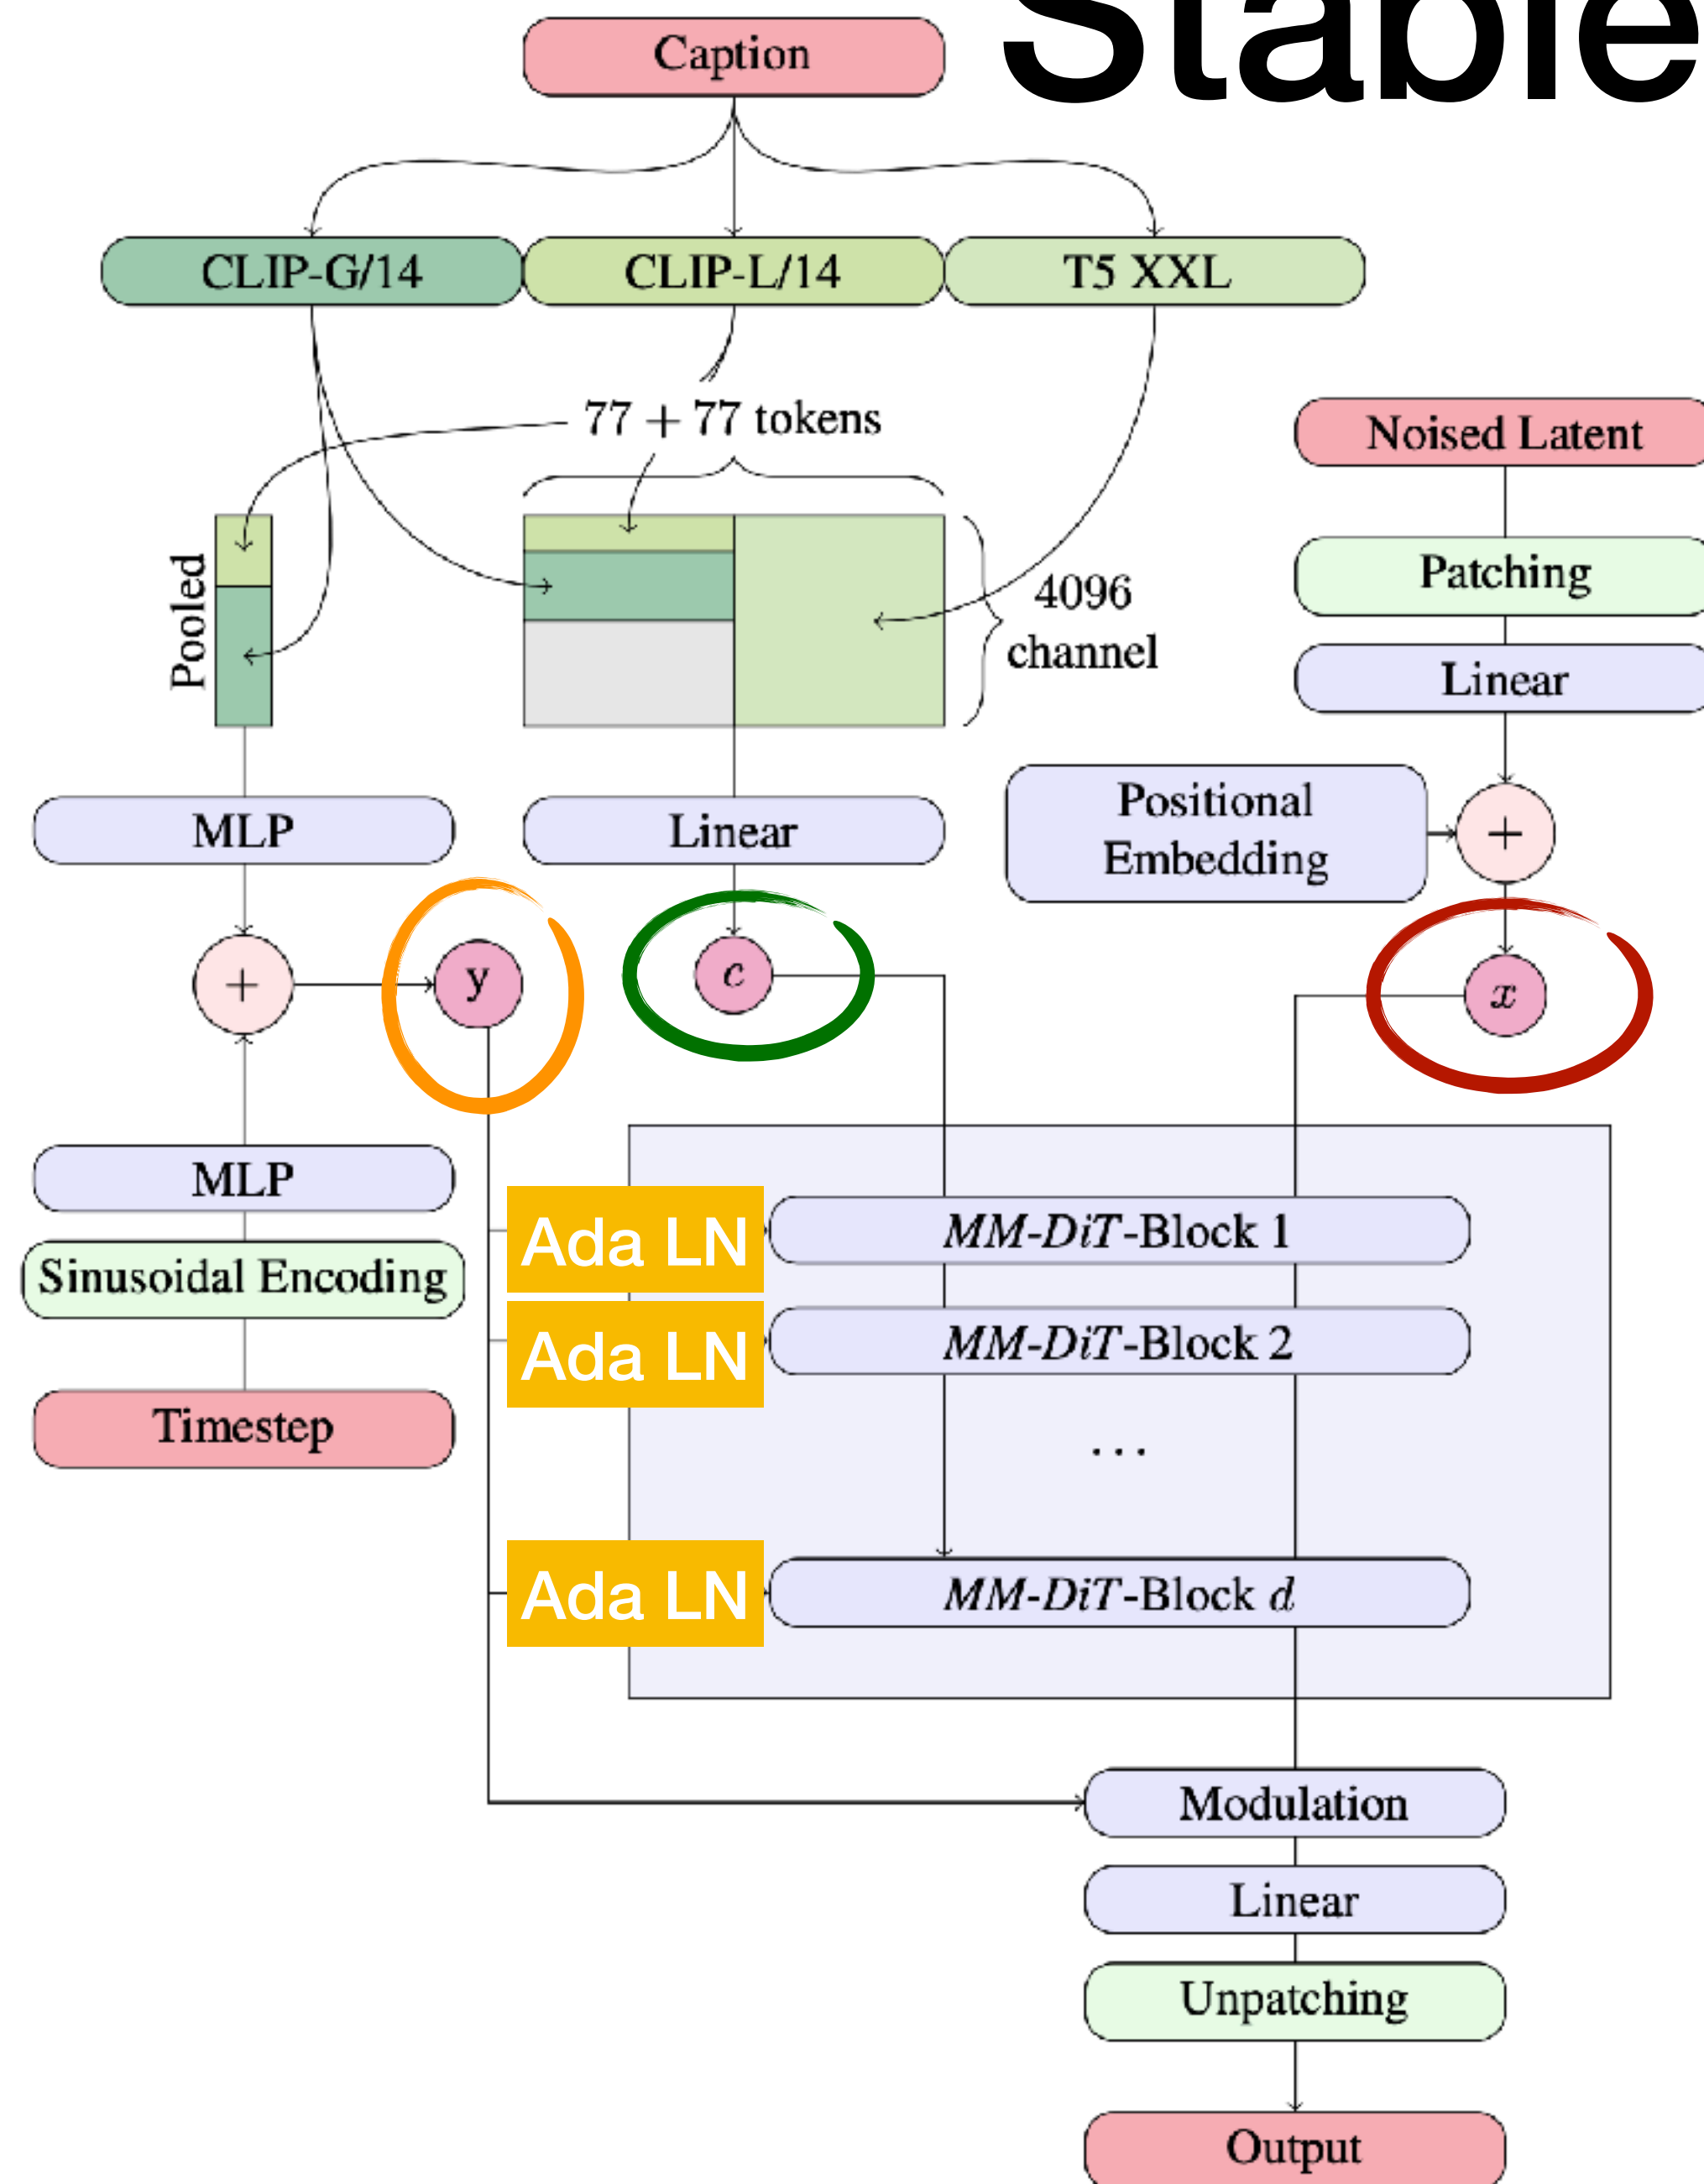 Stable
Caption
CLIP-G/14
CLIP-L/14
T5 XXL
77 + 77 tokens
Noised Latent
Patching
Linear
Pooled
4096
channel
MLP
Linear
Positional
Embedding
+
+
y
c
x
MLP
Sinusoidal Encoding
Timestep
Ada LN
MM-DiT-Block 1
Ada LN
MM-DiT-Block 2
...
Ada LN
MM-DiT-Block d
Modulation
Linear
Unpatching
Output